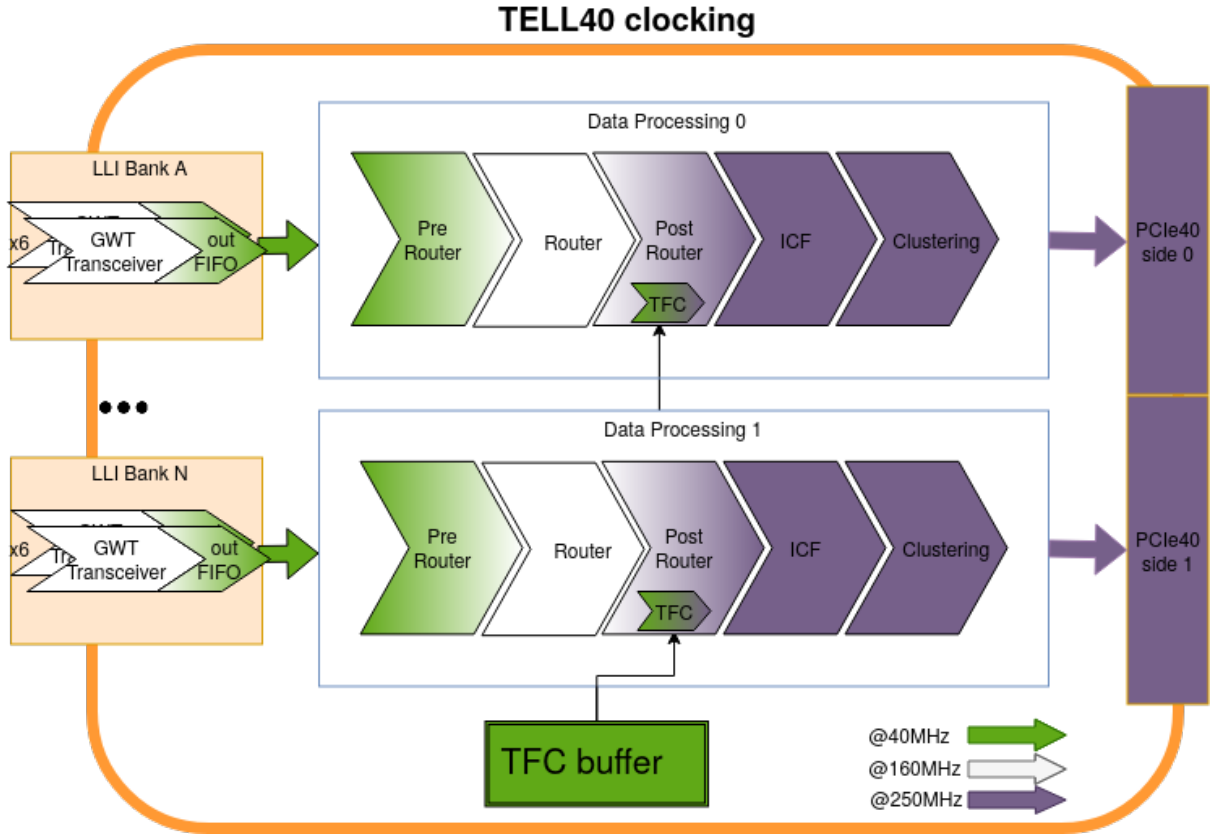 TELL40 clocking
LLI Bank A
x6
Tr
GWT
Transceiver
out
FIFO
Data Processing 0
Pre
Router
Router
Post
Router
TFC
ICF
Clustering
PCIe40
side 0
LLI Bank N
x6
Tr
GWT
Transceiver
out
FIFO
Data Processing 1
Pre
Router
Router
Post
Router
TFC
ICF
Clustering
PCIe40
side 1
TFC buffer
@40MHz
@160MHz
@250MHz